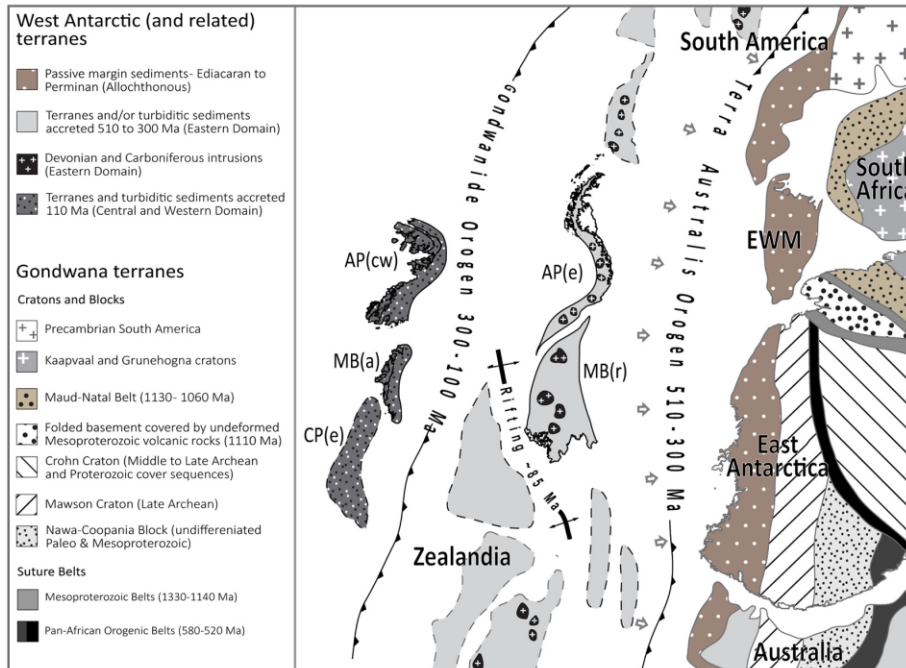 West Antarctic (and related)
terranes
Passive margin sediments- Ediacaran to
Perminan (Allochthonous)
Terranes and/or turbiditic sediments
accreted 510 to 300 Ma (Eastern Domain)
Devonian and Carboniferous intrusions
(Eastern Domain)
Terranes and turbiditic sediments accreted
110 Ma (Central and Western Domain)
Gondwana terranes
Cratons and Blocks
Precambrian South America
Kaapvaal and Grunehogna cratons
Maud-Natal Belt (1130- 1060 Ma)
Folded basement covered by undeformed
Mesoproterozoic volcanic rocks (1110 Ma)
Crohn Craton (Middle to Late Archean
and Proterozoic cover sequences)
Mawson Craton (Late Archean)
Nawa-Coopania Block (undiffereniated
Paleo & Mesoproterozoic)
Suture Belts
Mesoproterozoic Belts (1330-1140 Ma)
Pan-African Orogenic Belts (580-520 Ma)
South America
Gondwanide Orogen 300-100 Ma
Terra Australis Orogen 510-300 Ma
South
Africa
EWM
AP(cw)
AP(e)
MB(a)
MB(r)
CP(e)
Rifting ~85 Ma
East
Antarctica
Zealandia
Australia